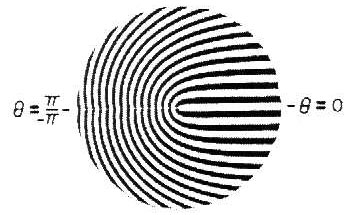 θ = π -
-π
- θ = 0